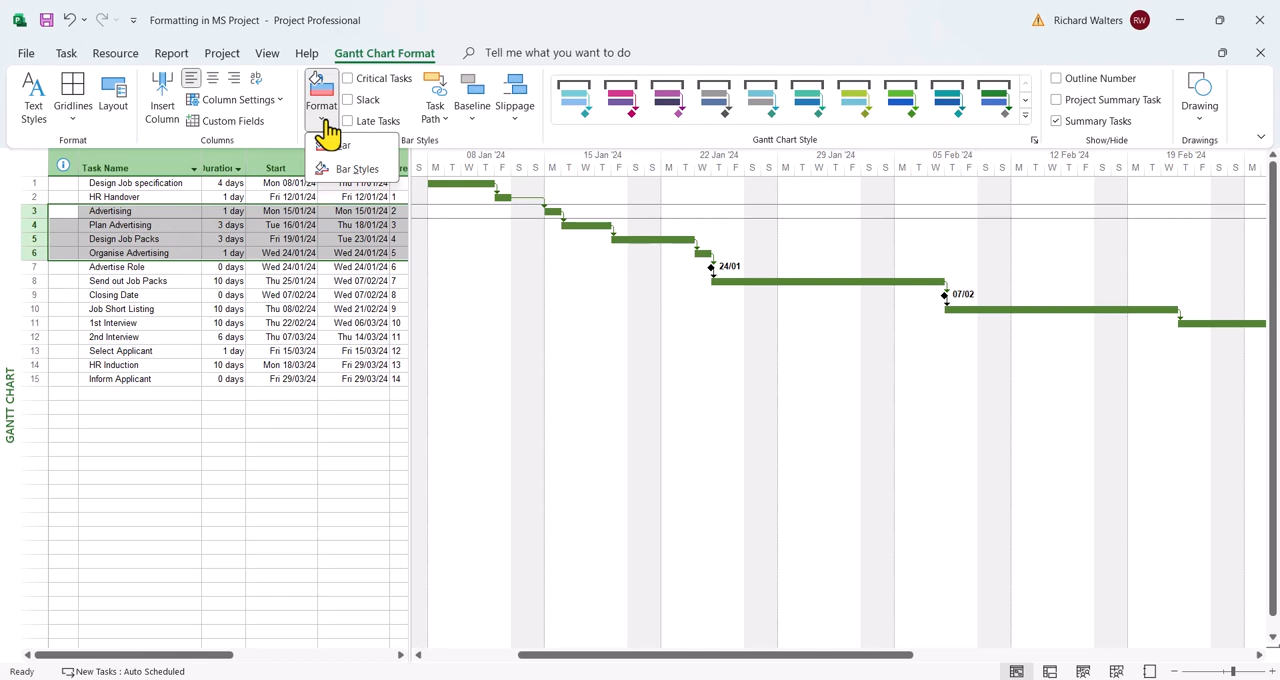 Formatting in MS Project - Project Professional
Richard Walters RW
File Task Resource Report Project View Help Gantt Chart Format Tell me what you want to do
Text Styles
Gridlines
Layout
Format
Insert Column
Column Settings
Custom Fields
Columns
Format
Critical Tasks
Slack
Late Tasks
Task Path
Baseline
Slippage
Bar Styles
Gantt Chart Style
Outline Number
Project Summary Task
Summary Tasks
Show/Hide
Drawing
Drawings
Bar Styles
Task Name Start
08 Jan '24 15 Jan '24 22 Jan '24 29 Jan '24 05 Feb '24 12 Feb '24 19 Feb '24
S M T W T F S S M T W T F S S M T W T F S S M T W T F S S M T W T F S S M T W T F S S M T W T F S S M
1 Design Job specification 4 days Mon 08/01/24 Thu 11/01/24
2 HR Handover 1 day Fri 12/01/24 Fri 12/01/24 1
3 Advertising 1 day Mon 15/01/24 Mon 15/01/24 2
4 Plan Advertising 3 days Tue 16/01/24 Thu 18/01/24 3
5 Design Job Packs 3 days Fri 19/01/24 Tue 23/01/24 4
6 Organise Advertising 1 day Wed 24/01/24 Wed 24/01/24 5
7 Advertise Role 0 days Wed 24/01/24 Wed 24/01/24 6 24/01
8 Send out Job Packs 10 days Thu 25/01/24 Wed 07/02/24 7
9 Closing Date 0 days Wed 07/02/24 Wed 07/02/24 8 07/02
10 Job Short Listing 10 days Thu 08/02/24 Wed 21/02/24 9
11 1st Interview 10 days Thu 22/02/24 Wed 06/03/24 10
12 2nd Interview 6 days Thu 07/03/24 Thu 14/03/24 11
13 Select Applicant 1 day Fri 15/03/24 Fri 15/03/24 12
14 HR Induction 10 days Mon 18/03/24 Fri 29/03/24 13
15 Inform Applicant 0 days Fri 29/03/24 Fri 29/03/24 14
GANTT CHART
Ready New Tasks : Auto Scheduled